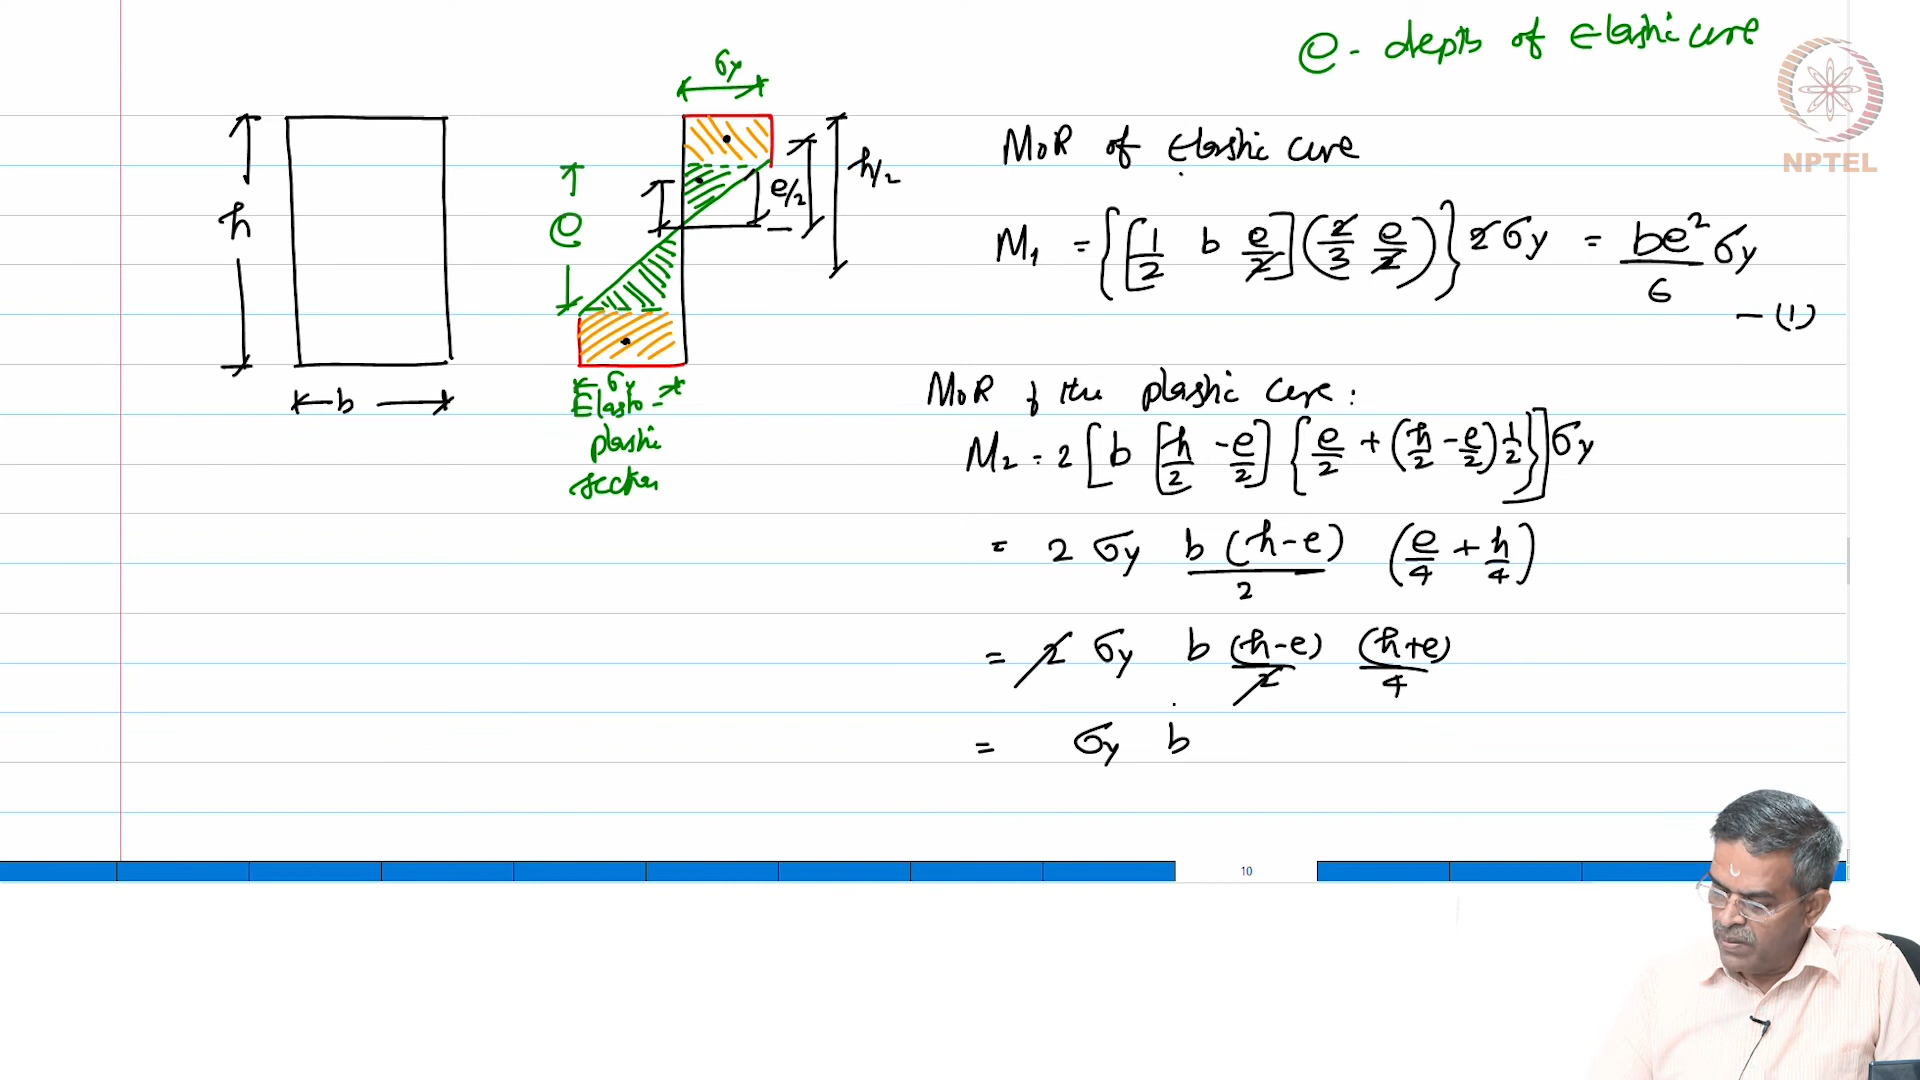 e - depth of Elastic core
NPTEL
σy
h
e
e/2
h/2
b
σy
Elasto-
plastic
section
MoR of Elastic core
M₁ = {[1/2 b e/2](2/3 e/2)} 2σy = be²/6 σy
— (1)
MoR of the plastic core :
M₂ = 2 [b [h/2 - e/2] {e/2 + (h/2 - e/2) 1/2}] σy
= 2 σy b(h-e)/2 (e/4 + h/4)
= 2 σy b (h-e)/2 (h+e)/4
= σy b
10